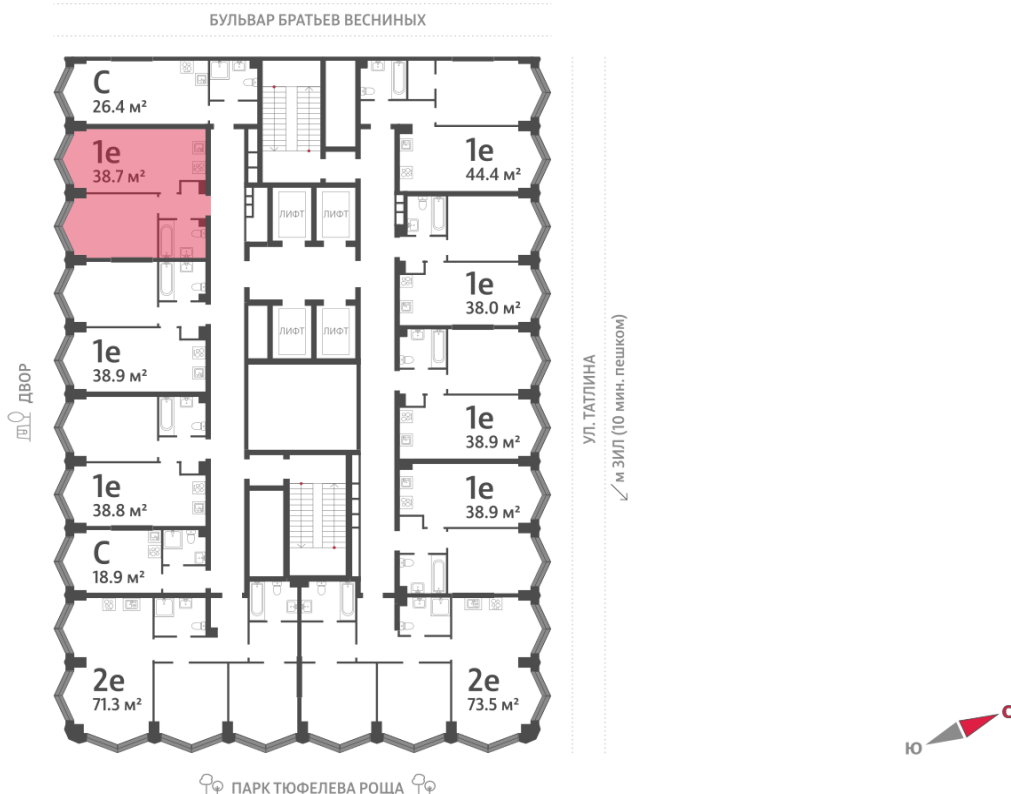 БУЛЬВАР БРАТЬЕВ ВЕСНИНЫХ
С
26.4 м²
1е
38.7 м²
1е
44.4 м²
ЛИФТ
ЛИФТ
1е
38.0 м²
ЛИФТ
ЛИФТ
1е
38.9 м²
ДВОР
УЛ. ТАТЛИНА
м ЗИЛ (10 мин. пешком)
1е
38.9 м²
1е
38.8 м²
1е
38.9 м²
С
18.9 м²
2е
71.3 м²
2е
73.5 м²
С
Ю
ПАРК ТЮФЕЛЕВА РОЩА